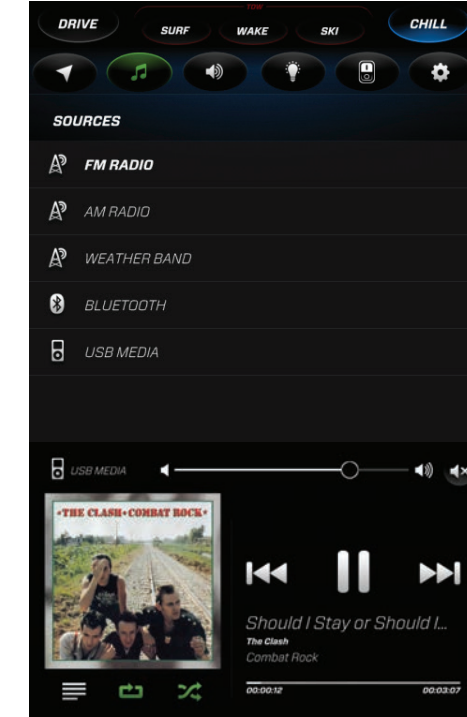 TOW
DRIVE
SURF
WAKE
SKI
CHILL
SOURCES
FM RADIO
AM RADIO
WEATHER BAND
BLUETOOTH
USB MEDIA
USB MEDIA
•THE CLASH•COMBAT ROCK•
Should I Stay or Should I...
The Clash
Combat Rock
00:00:12
00:03:07